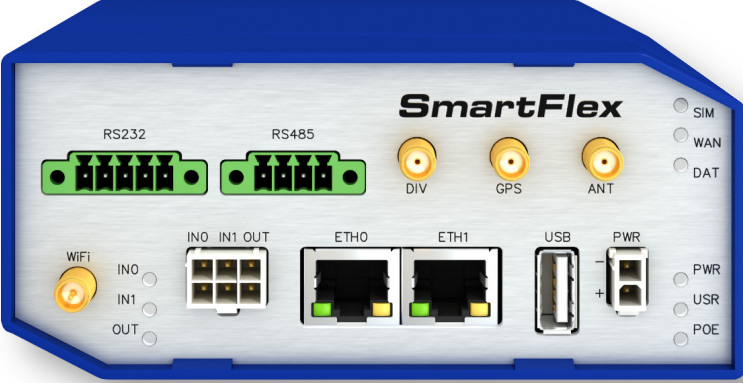 SmartFlex
SIM
WAN
DAT
RS232
RS485
DIV
GPS
ANT
WiFi
IN0
IN1
OUT
IN0 IN1 OUT
ETH0
ETH1
USB
PWR
−
+
PWR
USR
POE